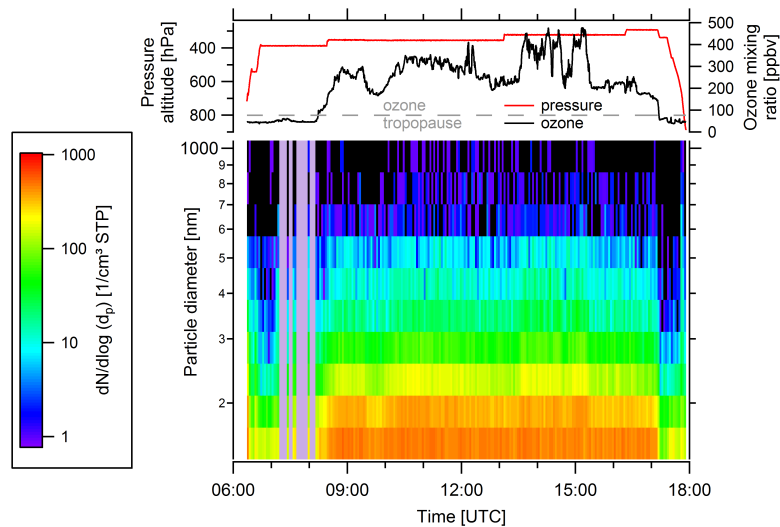 Pressure
altitude [hPa]
400
600
800
ozone
tropopause
pressure
ozone
500
400
300
200
100
0
Ozone mixing
ratio [ppbv]
1000
100
10
1
dN/dlog (dp) [1/cm³ STP]
Particle diameter [nm]
1000
9
8
7
6
5
4
3
2
06:00
09:00
12:00
15:00
18:00
Time [UTC]